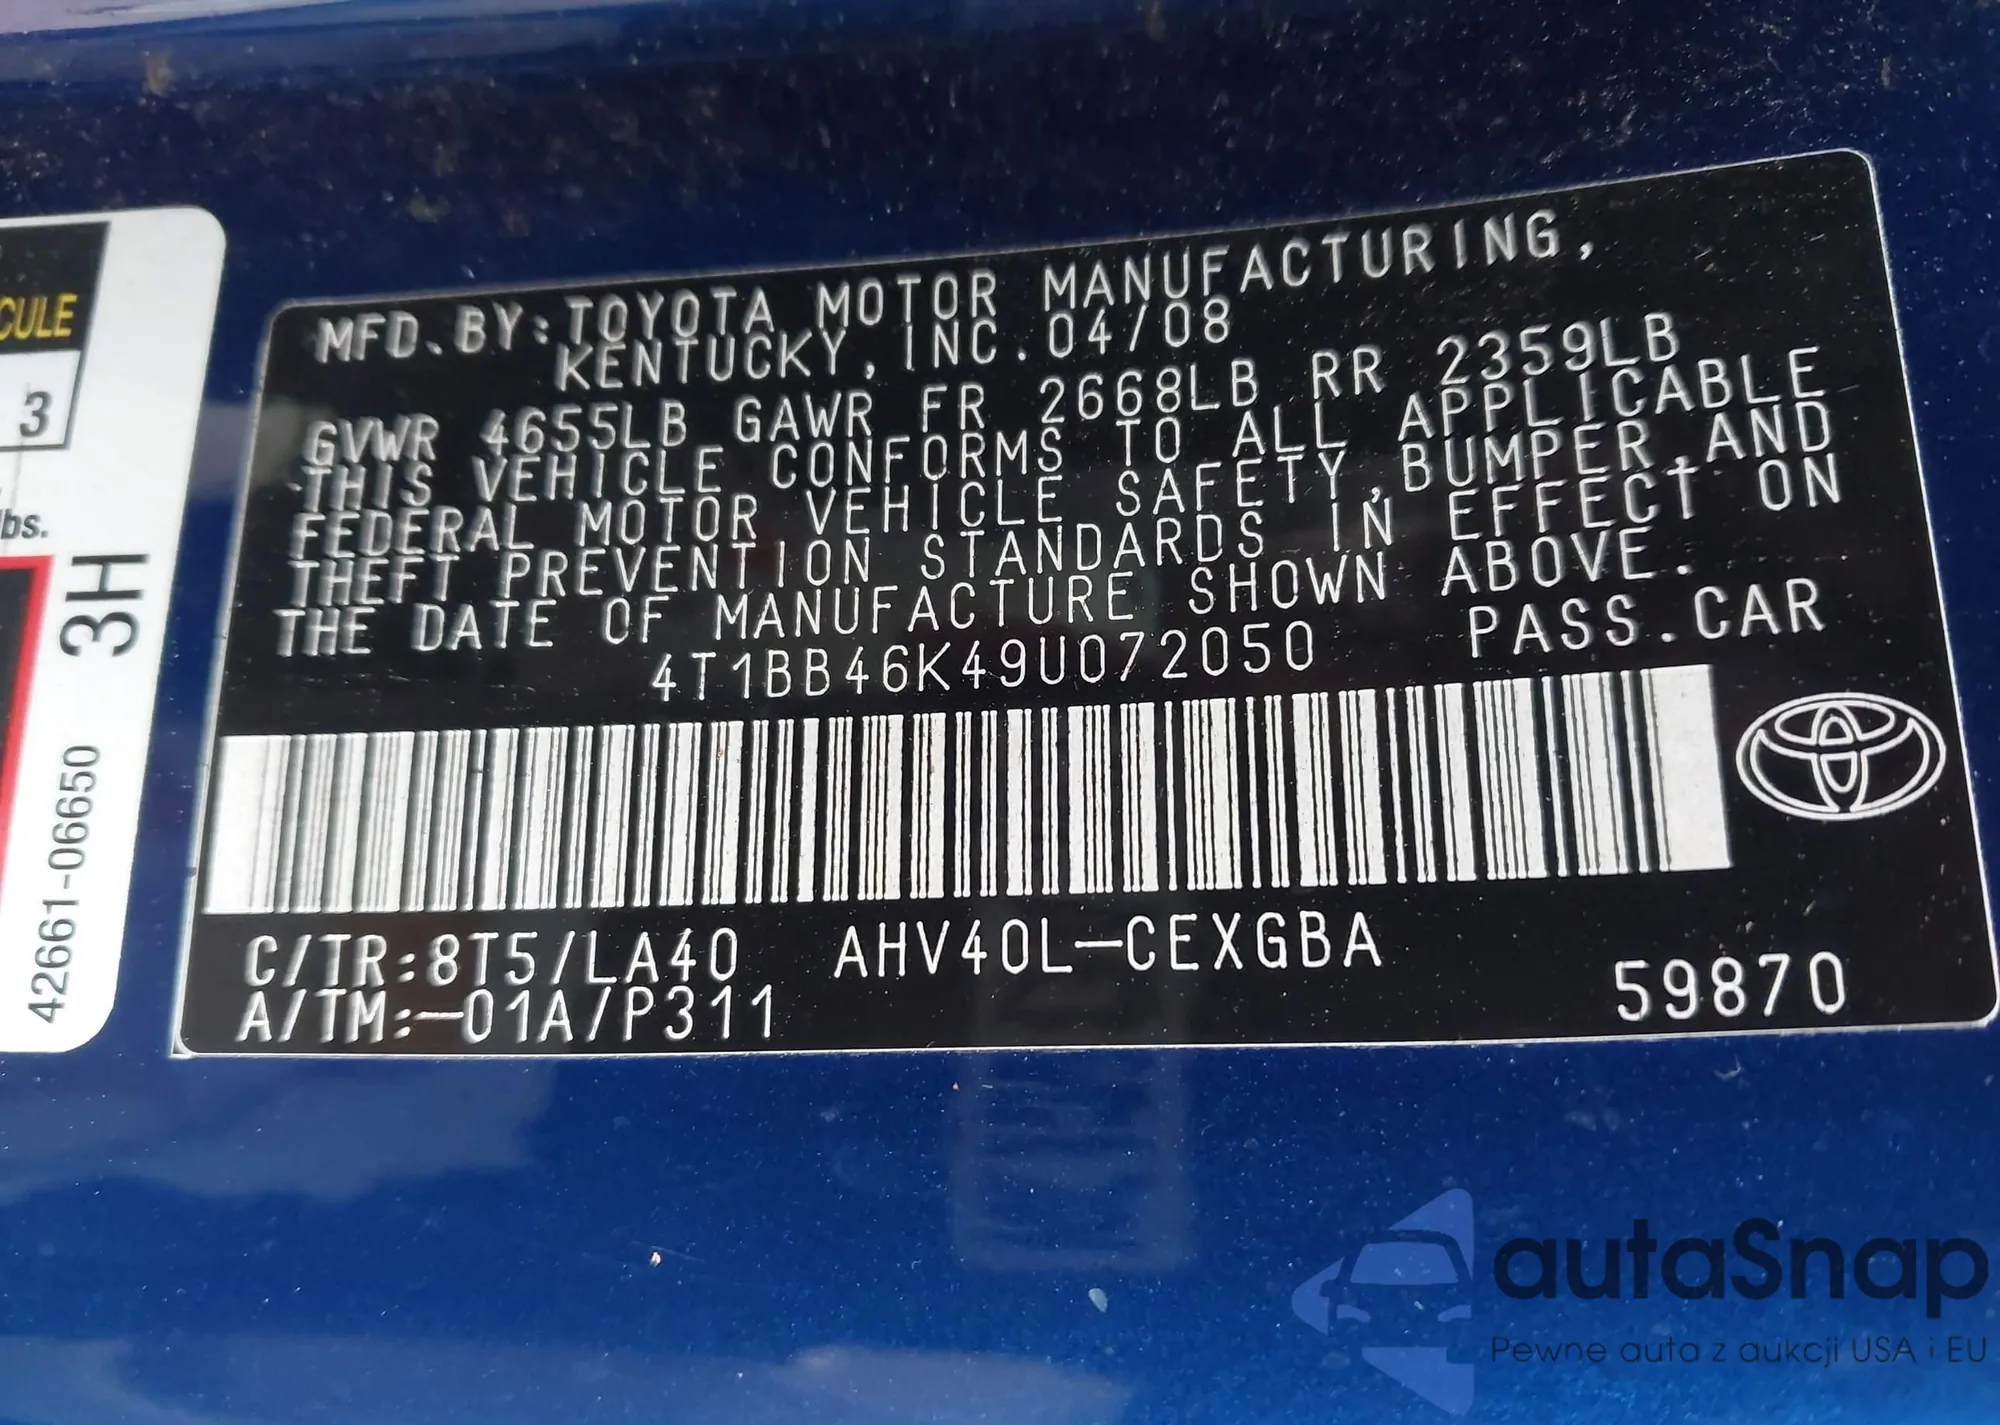 CULE
3
lbs.
3H
42661-06650
MFD.BY:TOYOTA MOTOR MANUFACTURING,
KENTUCKY, INC. 04/08
GVWR 4655LB GAWR FR 2668LB RR 2359LB
THIS VEHICLE CONFORMS TO ALL APPLICABLE
FEDERAL MOTOR VEHICLE SAFETY,BUMPER,AND
THEFT PREVENTION STANDARDS IN EFFECT ON
THE DATE OF MANUFACTURE SHOWN ABOVE.
4T1BB46K49U072050 PASS.CAR
C/TR:8T5/LA40 AHV40L-CEXGBA
A/TM:-01A/P311 59870
autaSnap
Pewne auta z aukcji USA i EU